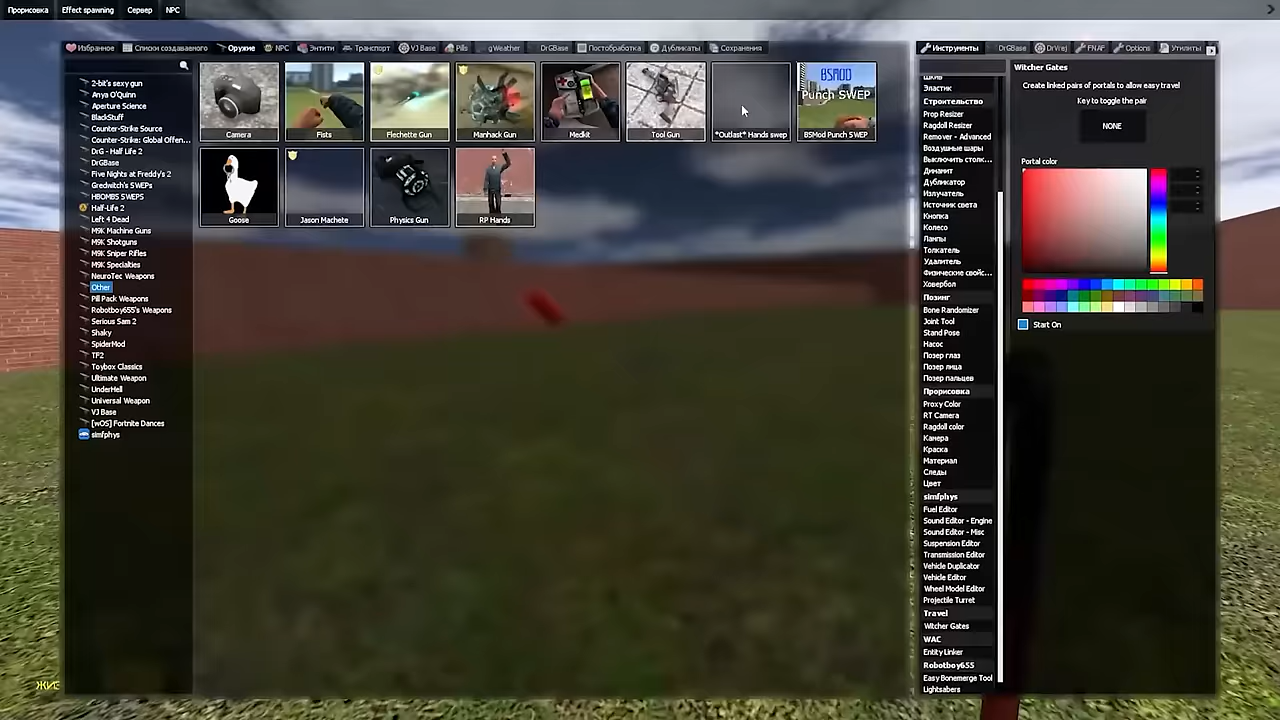 Прорисовка Effect spawning Сервер NPC
Избранное Списки создаваемого Оружие NPC Энтити Транспорт VJ Base Pills gWeather DrGBase Постобработка Дубликаты Сохранения
2-bit's sexy gun
Anya O'Quinn
Aperture Science
BlackStuff
Counter-Strike Source
Counter-Strike: Global Offen...
DrG - Half Life 2
DrGBase
Five Nights at Freddy's 2
Gredwitch's SWEPs
HBOMBS SWEPS
Half-Life 2
Left 4 Dead
M9K Machine Guns
M9K Shotguns
M9K Sniper Rifles
M9K Specialties
NeuroTec Weapons
Other
Pill Pack Weapons
Robotboy655's Weapons
Serious Sam 2
Shaky
SpiderMod
TF2
Toybox Classics
Ultimate Weapon
UnderHell
Universal Weapon
VJ Base
[wOS] Fortnite Dances
simfphys
BSMOD
Punch SWEP
Camera Fists Flechette Gun Manhack Gun Medkit Tool Gun *Outlast* Hands swep BSMod Punch SWEP
Goose Jason Machete Physics Gun RP Hands
Инструменты DrGBase DrVrej FNAF Options Утилиты
Эластик
Строительство
Prop Resizer
Ragdoll Resizer
Remover - Advanced
Воздушные шары
Выключить столк...
Динамит
Дубликатор
Излучатель
Источник света
Кнопка
Колесо
Лампы
Толкатель
Удалитель
Физические свойс...
Ховербол
Позинг
Bone Randomizer
Joint Tool
Stand Pose
Насос
Позер глаз
Позер лица
Позер пальцев
Прорисовка
Proxy Color
RT Camera
Ragdoll color
Камера
Краска
Материал
Следы
Цвет
simfphys
Fuel Editor
Sound Editor - Engine
Sound Editor - Misc
Suspension Editor
Transmission Editor
Vehicle Duplicator
Vehicle Editor
Wheel Model Editor
Projectile Turret
Travel
Witcher Gates
WAC
Entity Linker
Robotboy655
Easy Bonemerge Tool
Lightsabers
Witcher Gates
Create linked pairs of portals to allow easy travel
Key to toggle the pair
NONE
Portal color
Start On